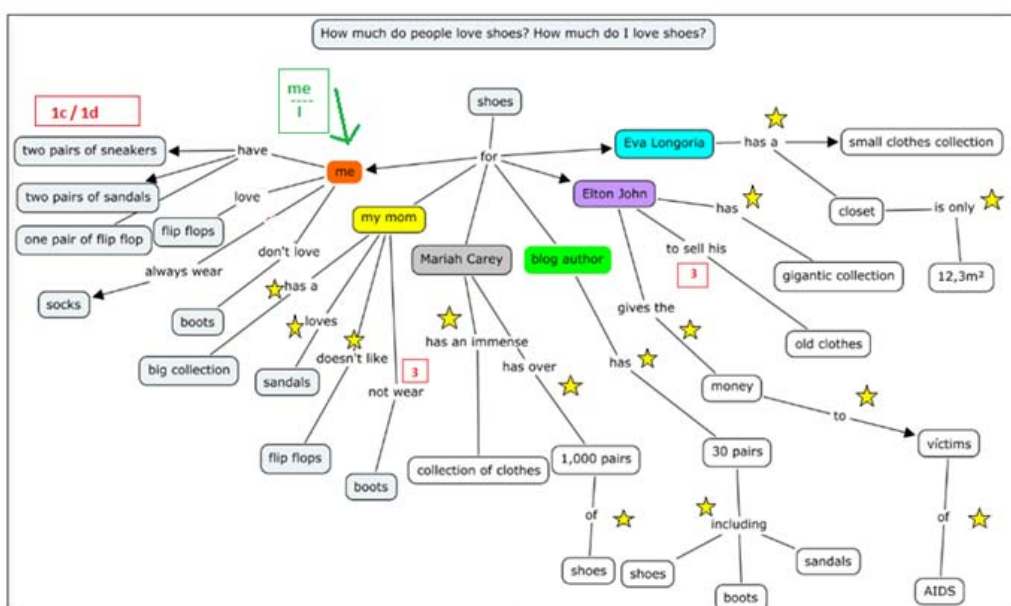 How much do people love shoes? How much do I love shoes?
1c / 1d
me
I
shoes
for
two pairs of sneakers
have
two pairs of sandals
one pair of flip flop
me
love
flip flops
always wear
socks
don't love
boots
my mom
has a
big collection
loves
sandals
doesn't like
flip flops
3
not wear
boots
Mariah Carey
has an immense
collection of clothes
has over
1,000 pairs
of
shoes
blog author
has
30 pairs
including
shoes
boots
sandals
Elton John
has
gigantic collection
to sell his
3
old clothes
gives the
money
to
víctims
of
AIDS
Eva Longoria
has a
small clothes collection
closet
is only
12,3m²